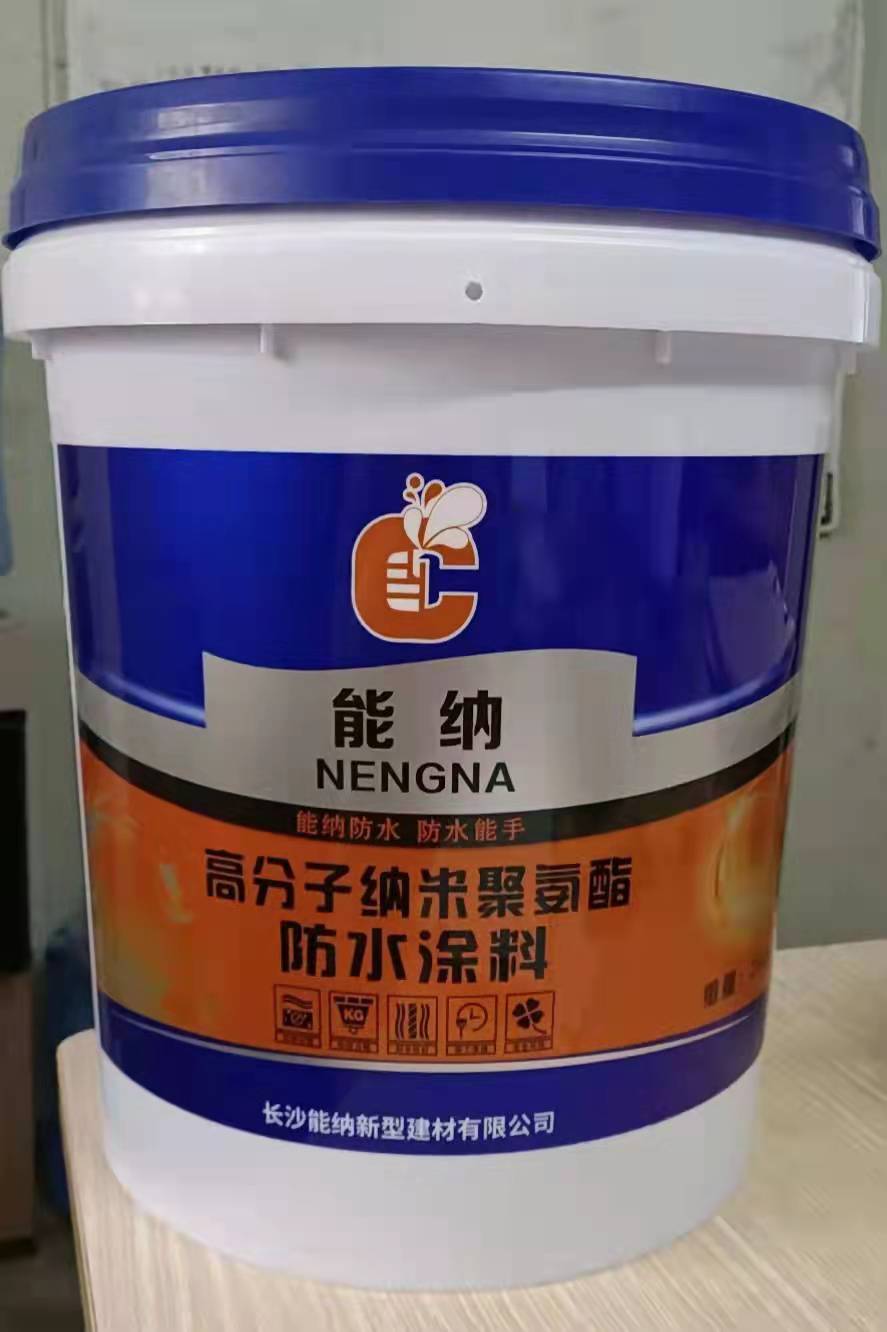 能纳
NENGNA
能纳防水 防水能手
高分子纳米聚氨酯
防水涂料
KG
长沙能纳新型建材有限公司